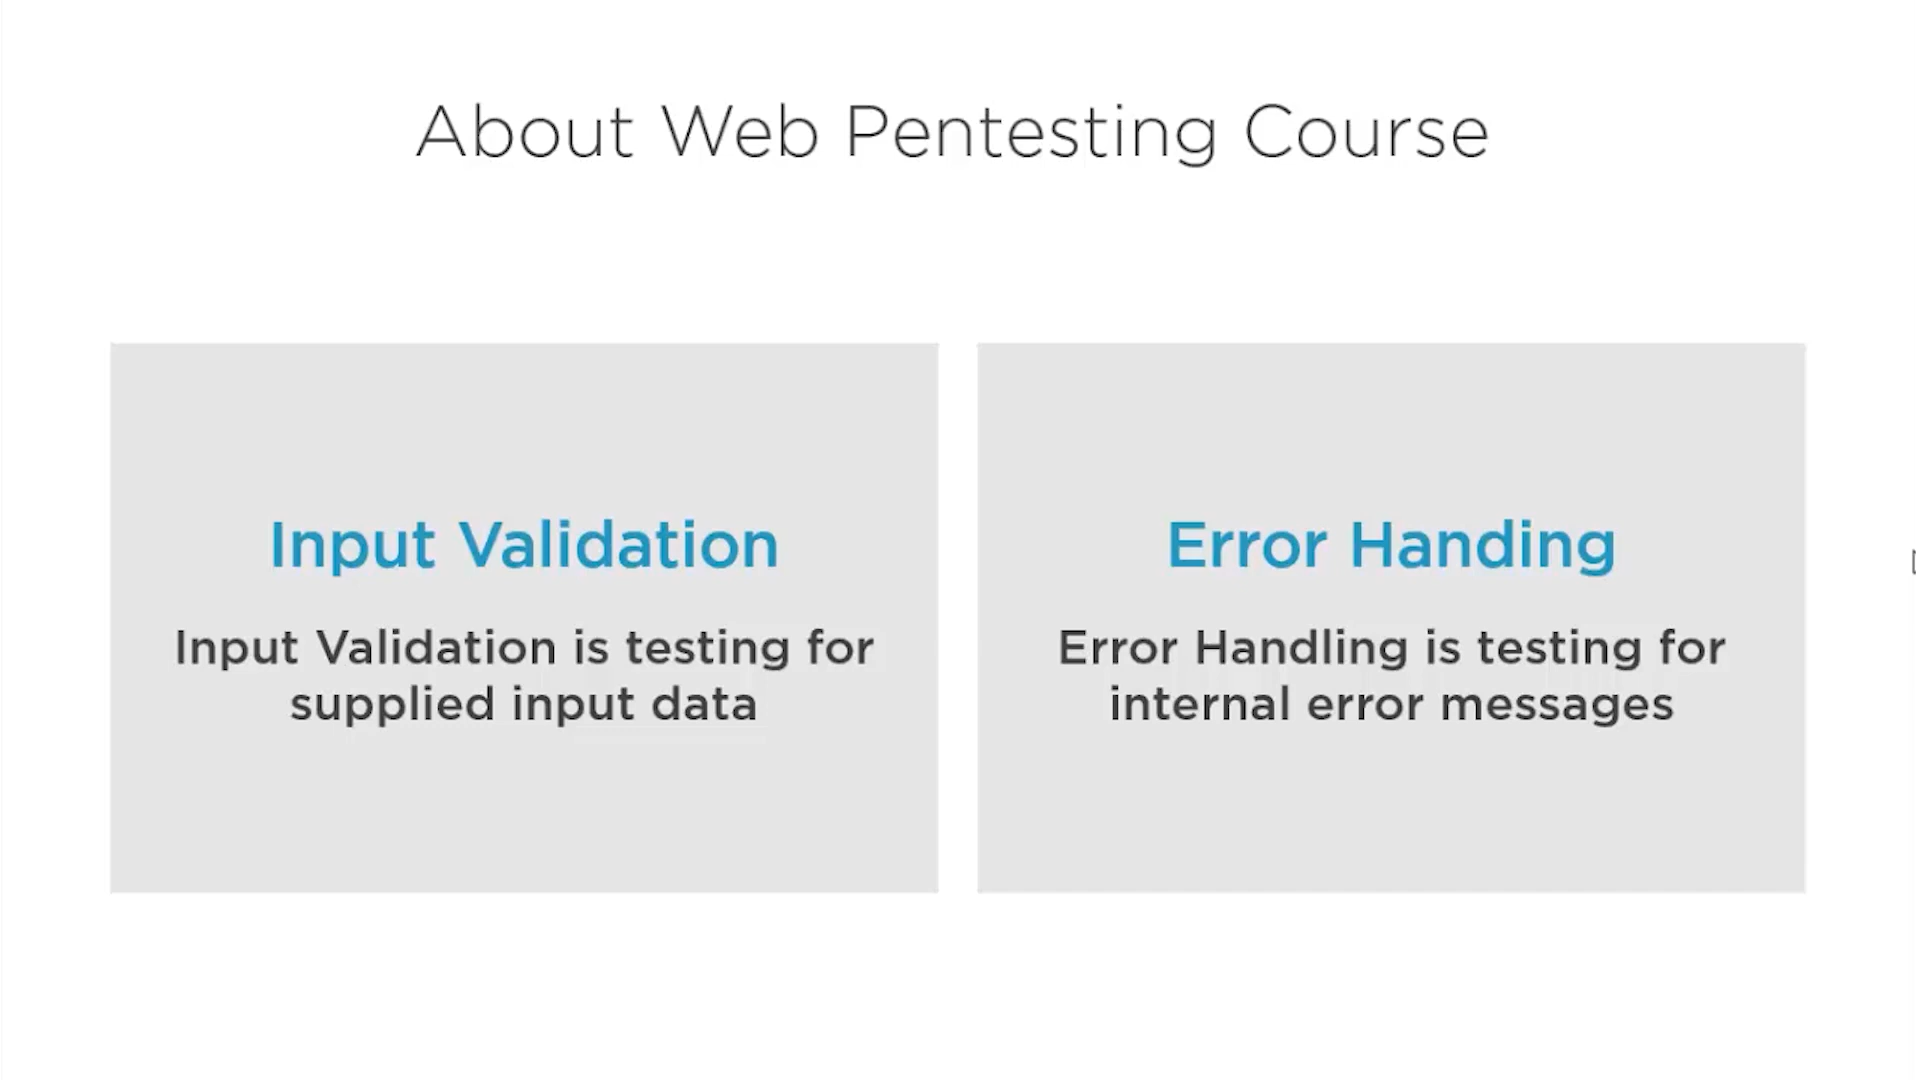 About Web Pentesting Course
Input Validation
Input Validation is testing for
supplied input data
Error Handing
Error Handling is testing for
internal error messages